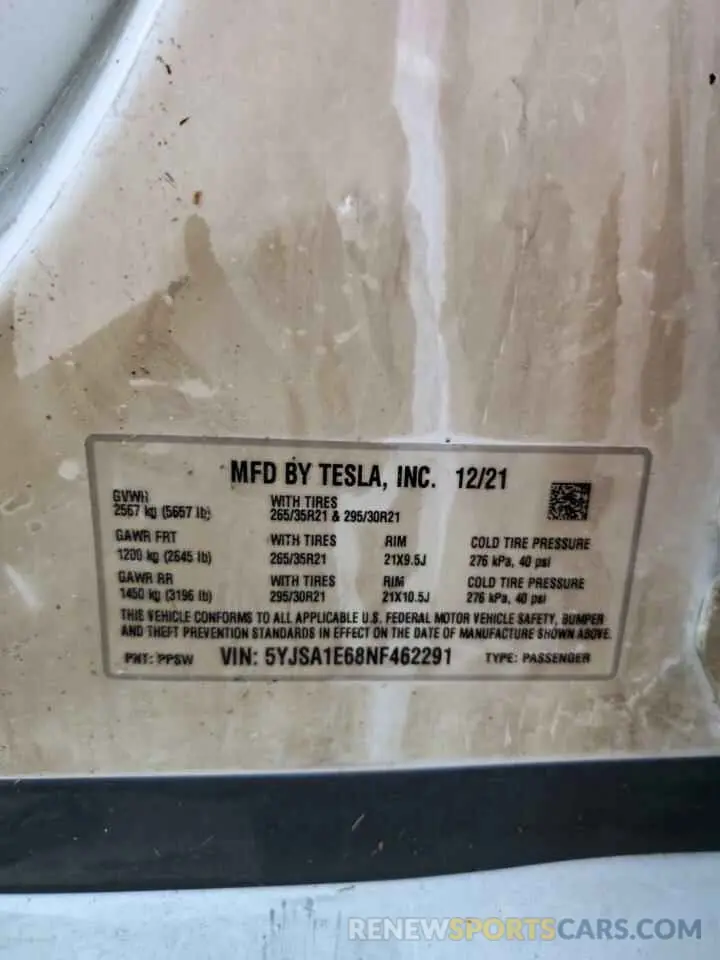 MFD BY TESLA, INC. 12/21
GVWR
2567 kg (5657 lb)
WITH TIRES
265/35R21 & 295/30R21
GAWR FRT
1200 kg (2645 lb)
WITH TIRES
265/35R21
RIM
21X9.5J
COLD TIRE PRESSURE
276 kPa, 40 psi
GAWR RR
1450 kg (3196 lb)
WITH TIRES
295/30R21
RIM
21X10.5J
COLD TIRE PRESSURE
276 kPa, 40 psi
THIS VEHICLE CONFORMS TO ALL APPLICABLE U.S. FEDERAL MOTOR VEHICLE SAFETY, BUMPER
AND THEFT PREVENTION STANDARDS IN EFFECT ON THE DATE OF MANUFACTURE SHOWN ABOVE.
PNT: PPSW VIN: 5YJSA1E68NF462291 TYPE: PASSENGER
RENEWSPORTSCARS.COM